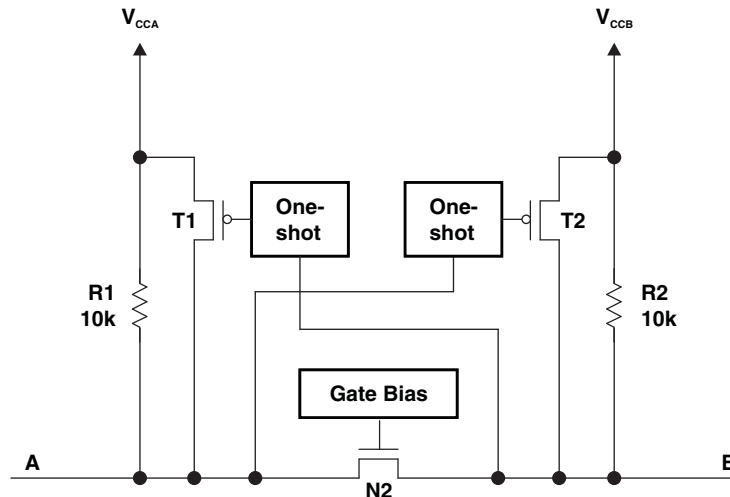 VCCA
VCCB
T1
One-
shot
One-
shot
T2
R1
10k
R2
10k
Gate Bias
A
B
N2